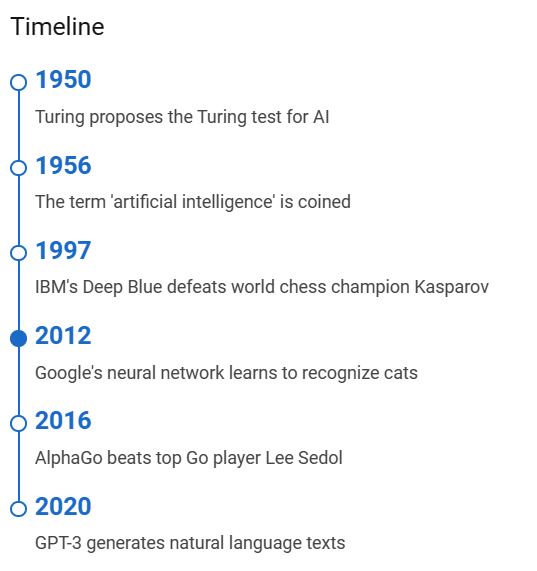 Timeline
1950
Turing proposes the Turing test for AI
1956
The term 'artificial intelligence' is coined
1997
IBM's Deep Blue defeats world chess champion Kasparov
2012
Google's neural network learns to recognize cats
2016
AlphaGo beats top Go player Lee Sedol
2020
GPT-3 generates natural language texts